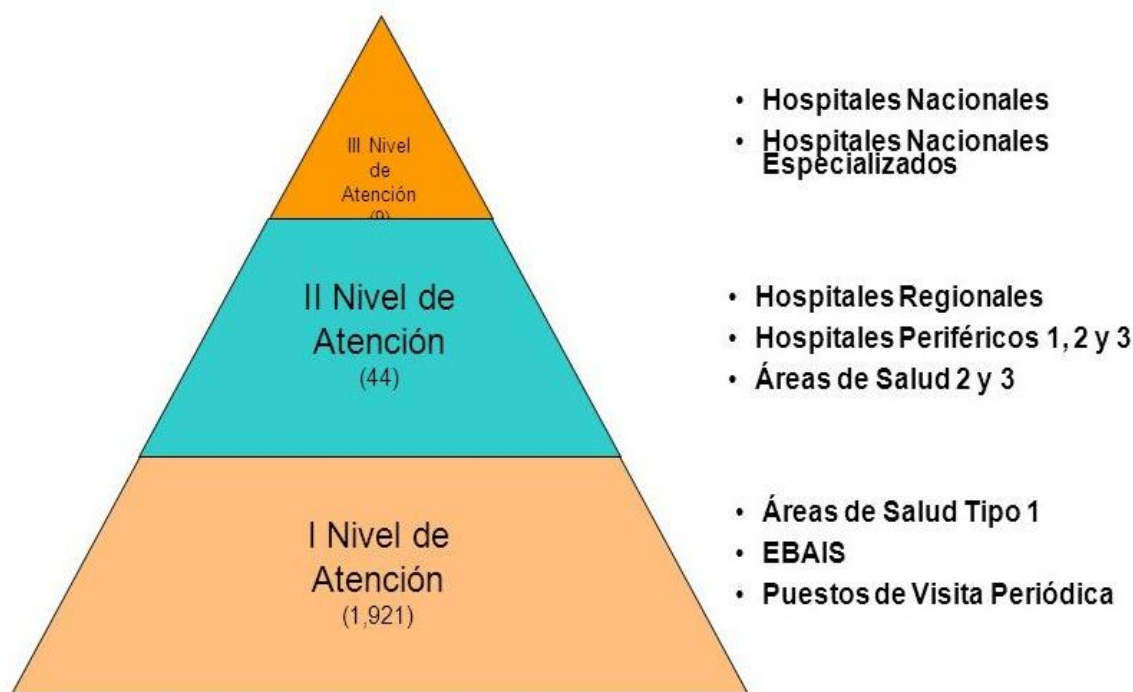 III Nivel
de
Atención
(9)
• Hospitales Nacionales
• Hospitales Nacionales
Especializados
II Nivel de
Atención
(44)
• Hospitales Regionales
• Hospitales Periféricos 1, 2 y 3
• Áreas de Salud 2 y 3
I Nivel de
Atención
(1,921)
• Áreas de Salud Tipo 1
• EBAIS
• Puestos de Visita Periódica